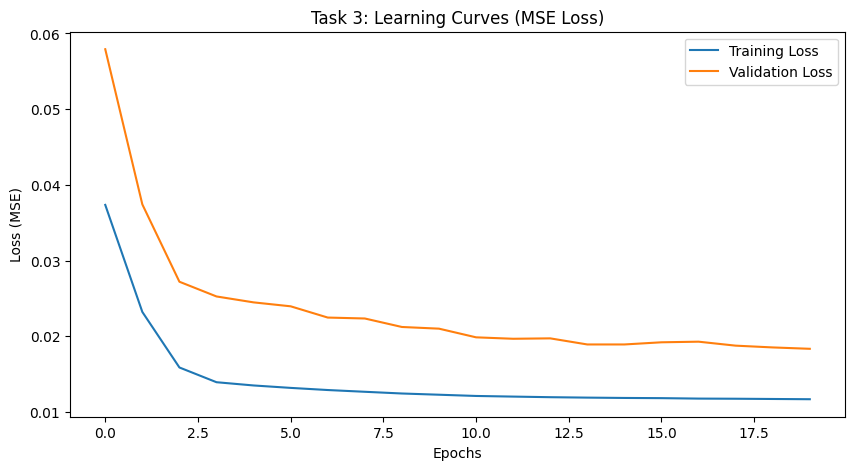 Task 3: Learning Curves (MSE Loss)
Training Loss
Validation Loss
0.06
0.05
0.04
0.03
0.02
0.01
Loss (MSE)
0.0 2.5 5.0 7.5 10.0 12.5 15.0 17.5
Epochs